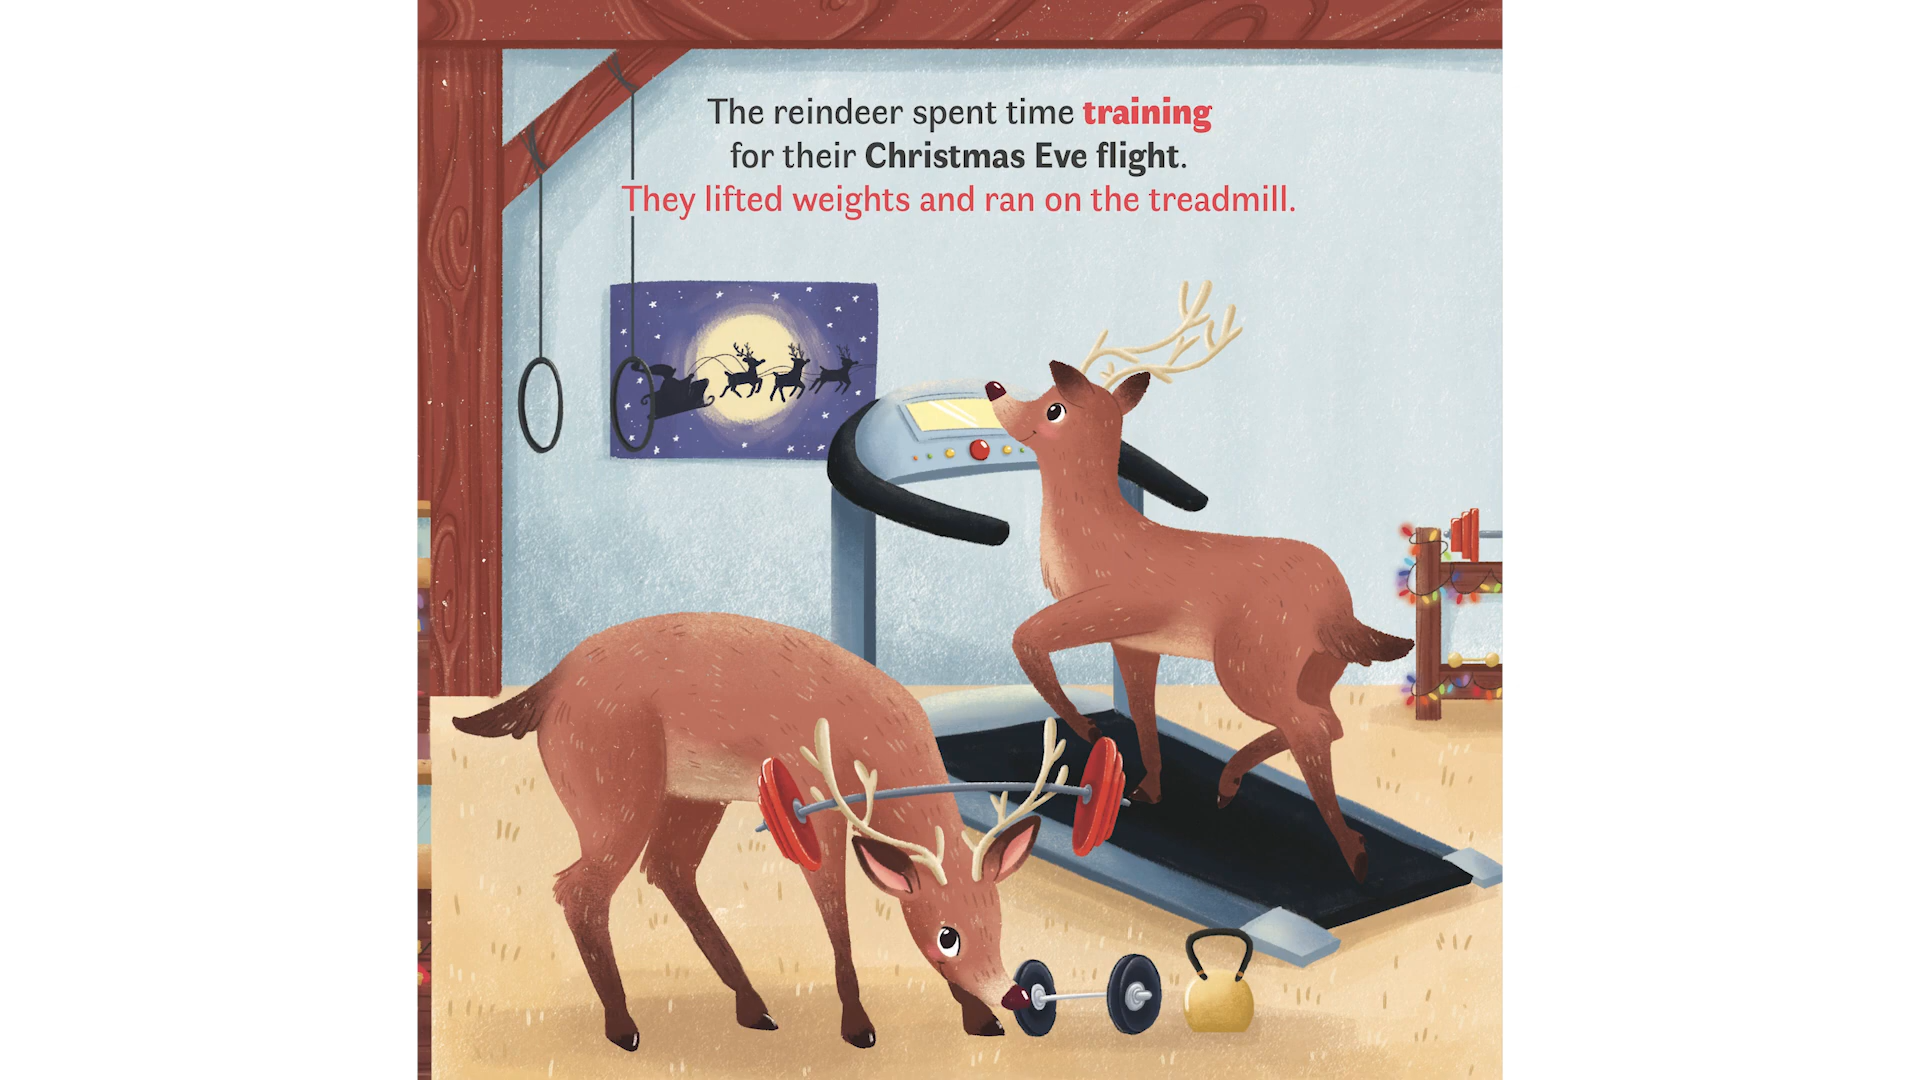 The reindeer spent time training
for their Christmas Eve flight.
They lifted weights and ran on the treadmill.